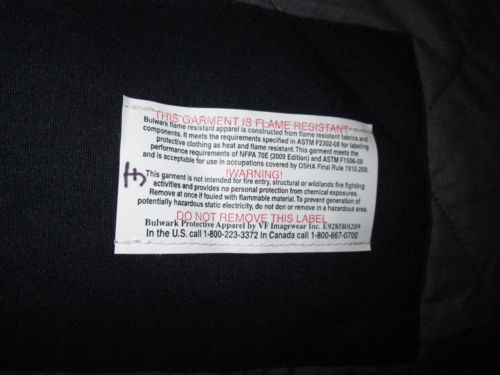 THIS GARMENT IS FLAME RESISTANT
Bulwark flame resistant apparel is constructed from flame resistant fabrics and
components. It meets the requirements specified in ASTM F2302-08 for labeling
protective clothing as heat and flame resistant. This garment meets the
performance requirements of NFPA 70E (2009 Edition) and ASTM F1506-08
and is acceptable for use in occupations covered by OSHA Final Rule 1910.269.
!WARNING!
This garment is not intended for fire entry, structural or wildlands fire fighting
activities and provides no personal protection from chemical exposures.
Remove at once if fouled with flammable material. To prevent generation of
potentially hazardous static electricity, do not don or remove in a hazardous area.
DO NOT REMOVE THIS LABEL
Bulwark Protective Apparel by VF Imagewear Inc. E9285R0209
In the U.S. call 1-800-223-3372 In Canada call 1-800-667-0700